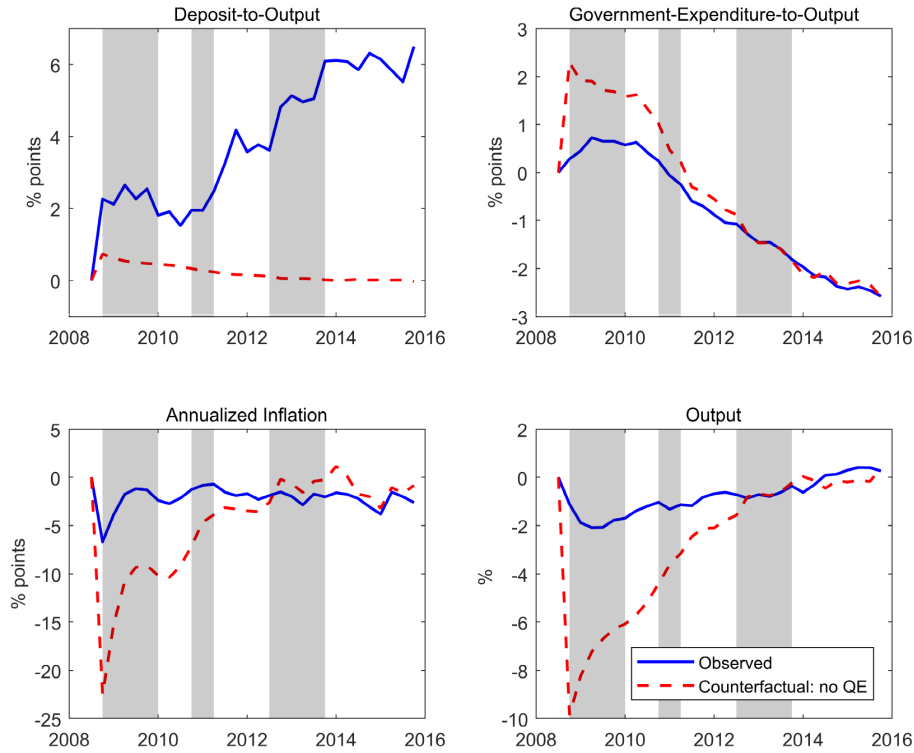 Deposit-to-Output
% points
6
4
2
0
2008 2010 2012 2014 2016
Government-Expenditure-to-Output
% points
3
2
1
0
-1
-2
-3
2008 2010 2012 2014 2016
Annualized Inflation
% points
5
0
-5
-10
-15
-20
-25
2008 2010 2012 2014 2016
Output
%
2
0
-2
-4
-6
-8
-10
2008 2010 2012 2014 2016
Observed
Counterfactual: no QE